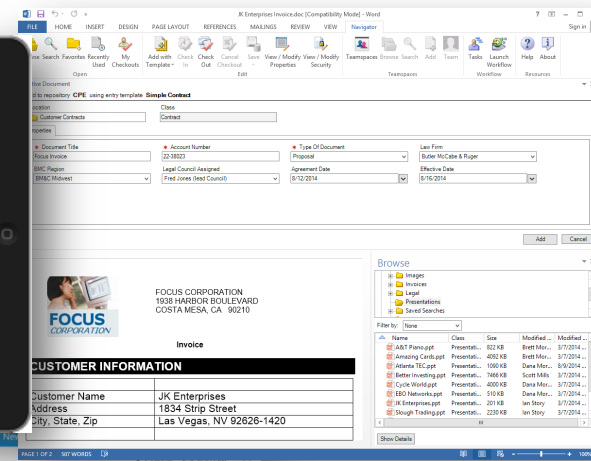 JK Enterprises Invoice.doc [Compatibility Mode] - Word
FILE HOME INSERT DESIGN PAGE LAYOUT REFERENCES MAILINGS REVIEW VIEW Navigator Sign in
Search Favorites Recently Used My Checkouts Add with Template Check In Check Out Cancel Checkout Save View / Modify Properties View / Modify Security Teamspaces Browse Search Add Team Tasks Launch Workflow Help About
Open Edit Teamspaces Workflow Resources
Document
to repository CPE using entry template Simple Contract
Class
Customer Contracts Contract
* Document Title * Account Number * Type Of Document Law Firm
Focus Invoice 22-38023 Proposal Butler McCabe & Ruger
BMC Region Legal Council Assigned Agreement Date Effective Date
BM&C Midwest Fred Jones (lead Council) 8/12/2014 8/16/2014
Add Cancel
Browse
Images
Invoices
Legal
Presentations
Saved Searches
Filter by: None
Name Class Size Modified ... Modified ...
A&T Piano.ppt Presentati... 822 KB Brett Mor... 3/7/2014 ...
Amazing Cards.ppt Presentati... 4092 KB Brett Mor... 3/7/2014 ...
Atlanta TEC.ppt Presentati... 1090 KB Dana Mor... 8/9/2014 ...
Better Investing.ppt Presentati... 7466 KB Scott Mills 3/7/2014 ...
Cycle World.ppt Presentati... 4000 KB Dana Mor... 3/7/2014 ...
EBO Networks.ppt Presentati... 510 KB Dana Mor... 3/7/2014 ...
JK Enterprises.ppt Presentati... 201 KB Ian Story 3/7/2014 ...
Slough Trading.ppt Presentati... 2230 KB Ian Story 3/7/2014 ...
Show Details
FOCUS
CORPORATION
FOCUS CORPORATION
1938 HARBOR BOULEVARD
COSTA MESA, CA 90210
Invoice
CUSTOMER INFORMATION
Customer Name JK Enterprises
Address 1834 Strip Street
City, State, Zip Las Vegas, NV 92626-1420
New
PAGE 1 OF 2 507 WORDS 100%